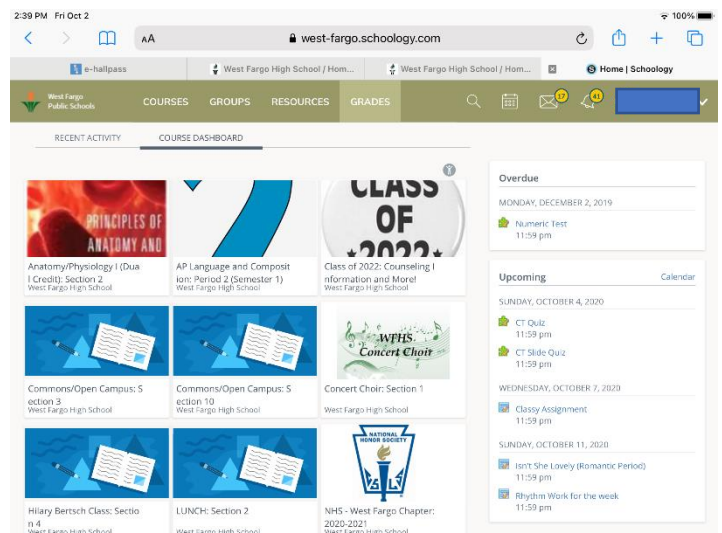 2:39 PM Fri Oct 2
100%
AA
west-fargo.schoology.com
e-hallpass
West Fargo High School / Hom...
West Fargo High School / Hom...
Home | Schoology
West Fargo
Public Schools
COURSES
GROUPS
RESOURCES
GRADES
17
41
RECENT ACTIVITY
COURSE DASHBOARD
PRINCIPLES OF
ANATOMY AND
CLASS
OF
2022
Anatomy/Physiology I (Dua
l Credit): Section 2
West Fargo High School
AP Language and Composit
ion: Period 2 (Semester 1)
West Fargo High School
Class of 2022: Counseling I
nformation and More!
West Fargo High School
WFHS
Concert Choir
Commons/Open Campus: S
ection 3
West Fargo High School
Commons/Open Campus: S
ection 10
West Fargo High School
Concert Choir: Section 1
West Fargo High School
NATIONAL
HONOR SOCIETY
Hilary Bertsch Class: Sectio
n 4
West Fargo High School
LUNCH: Section 2
West Fargo High School
NHS - West Fargo Chapter:
2020-2021
West Fargo High School
Overdue
MONDAY, DECEMBER 2, 2019
Numeric Test
11:59 pm
Upcoming
Calendar
SUNDAY, OCTOBER 4, 2020
CT Quiz
11:59 pm
CT Slide Quiz
11:59 pm
WEDNESDAY, OCTOBER 7, 2020
Classy Assignment
11:59 pm
SUNDAY, OCTOBER 11, 2020
Isn't She Lovely (Romantic Period)
11:59 pm
Rhythm Work for the week
11:59 pm